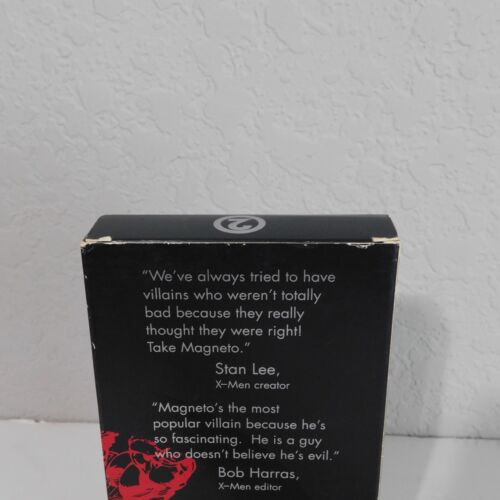 2
“We’ve always tried to have
villains who weren’t totally
bad because they really
thought they were right!
Take Magneto.”
Stan Lee,
X–Men creator
“Magneto’s the most
popular villain because he’s
so fascinating.  He is a guy
who doesn’t believe he’s evil.”
Bob Harras,
X–Men editor